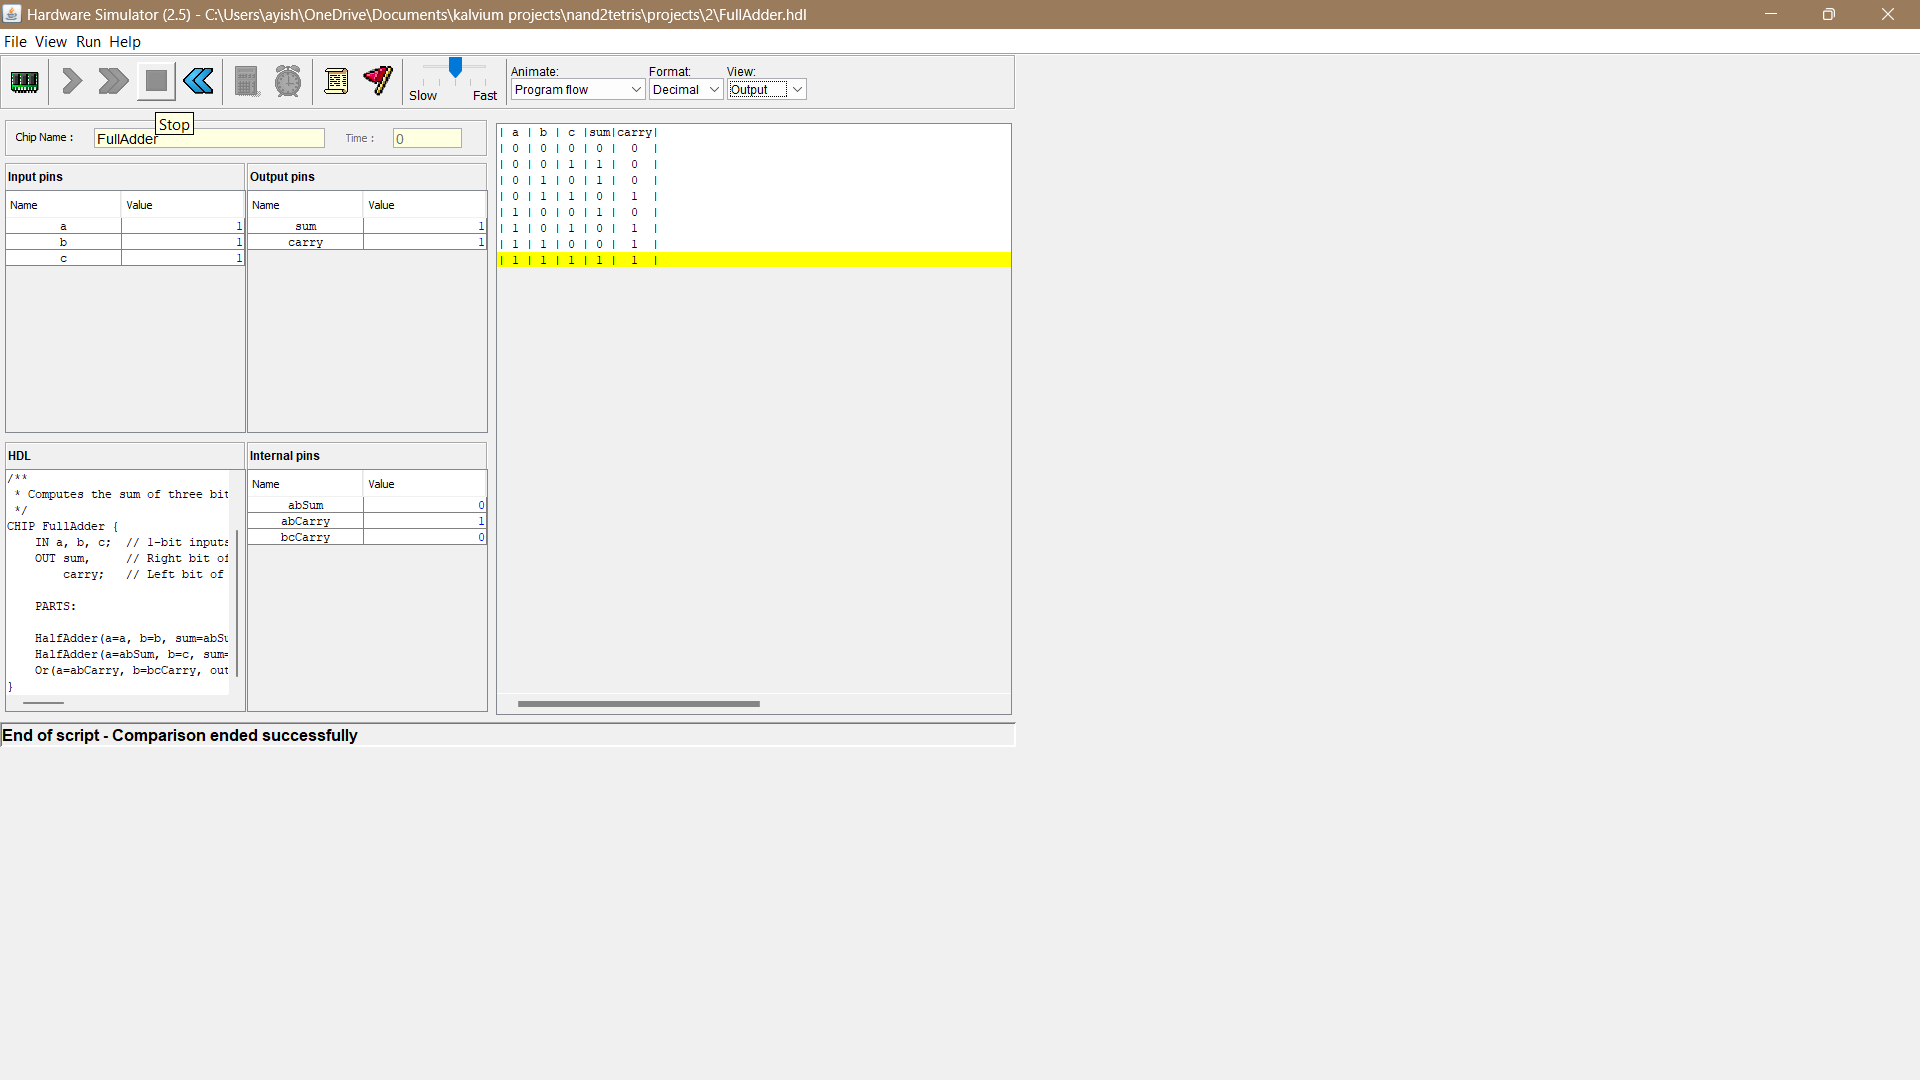 Hardware Simulator (2.5) - C:\Users\ayish\OneDrive\Documents\kalvium projects\nand2tetris\projects\2\FullAdder.hdl
File View Run Help
Slow Fast
Animate: Format: View:
Program flow Decimal Output
Stop
Chip Name : FullAdder Time : 0
Input pins
Name Value
a 1
b 1
c 1
Output pins
Name Value
sum 1
carry 1
| a | b | c |sum|carry|
| 0 | 0 | 0 | 0 |  0  |
| 0 | 0 | 1 | 1 |  0  |
| 0 | 1 | 0 | 1 |  0  |
| 0 | 1 | 1 | 0 |  1  |
| 1 | 0 | 0 | 1 |  0  |
| 1 | 0 | 1 | 0 |  1  |
| 1 | 1 | 0 | 0 |  1  |
| 1 | 1 | 1 | 1 |  1  |
HDL
/**
 * Computes the sum of three bit
 */
CHIP FullAdder {
    IN a, b, c;  // 1-bit inputs
    OUT sum,     // Right bit of
        carry;   // Left bit of
    PARTS:
    HalfAdder(a=a, b=b, sum=abSu
    HalfAdder(a=abSum, b=c, sum=
    Or(a=abCarry, b=bcCarry, out
}
Internal pins
Name Value
abSum 0
abCarry 1
bcCarry 0
End of script - Comparison ended successfully